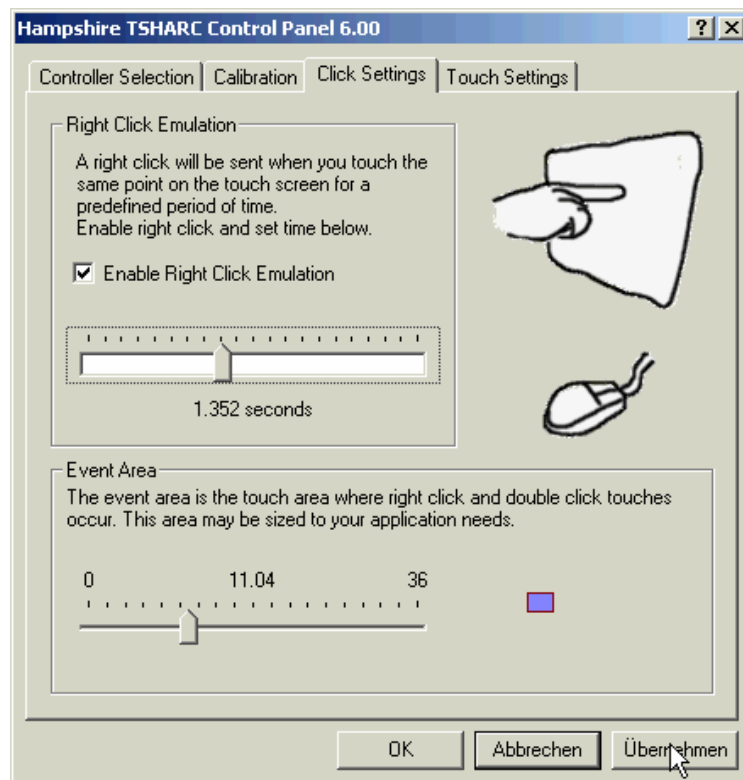 Hampshire TSHARC Control Panel 6.00
Controller Selection
Calibration
Click Settings
Touch Settings
Right Click Emulation
A right click will be sent when you touch the
same point on the touch screen for a
predefined period of time.
Enable right click and set time below.
Enable Right Click Emulation
1.352 seconds
Event Area
The event area is the touch area where right click and double click touches
occur. This area may be sized to your application needs.
0 11.04 36
OK
Abbrechen
Übernehmen